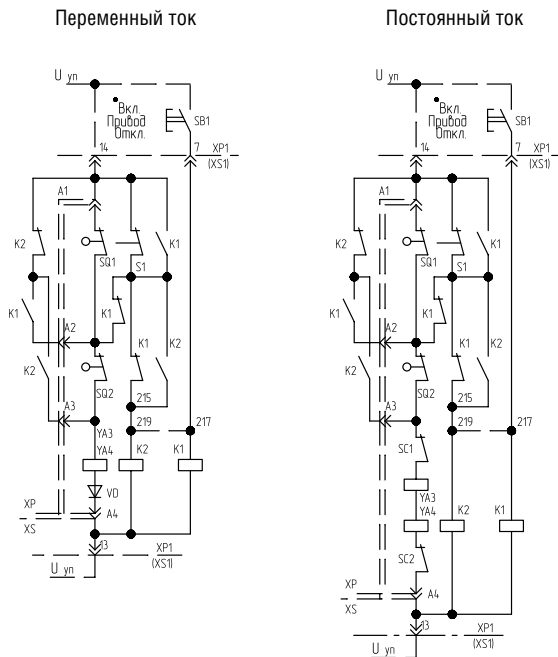 Переменный ток
Постоянный ток
U уп
Вкл.
Привод
Откл.
SB1
14
7
XP1
(XS1)
A1
K2
SQ1
S1
K1
K1
K1
A2
K2
SQ2
K1
K2
A3
215
219
217
YA3
YA4
K2
K1
VD
XP
XS
A4
13
XP1
(XS1)
U уп
U уп
Вкл.
Привод
Откл.
SB1
14
7
XP1
(XS1)
A1
K2
SQ1
S1
K1
K1
K1
A2
K2
SQ2
K1
K2
A3
215
219
217
SC1
YA3
YA4
K2
K1
SC2
XP
XS
A4
13
XP1
(XS1)
U уп